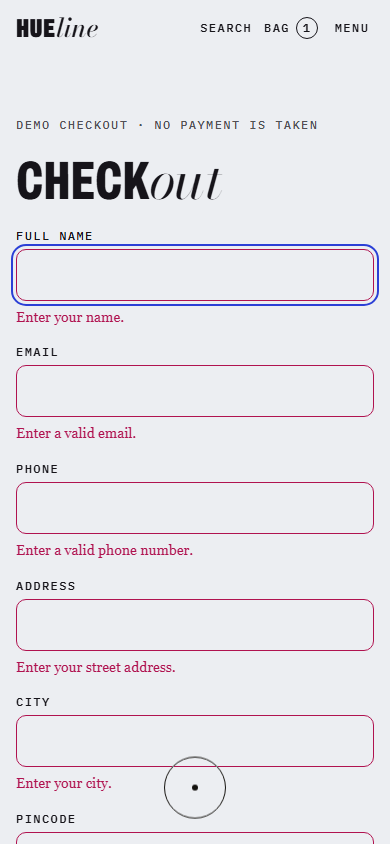 HUEline
SEARCH BAG 1 MENU
DEMO CHECKOUT · NO PAYMENT IS TAKEN
CHECKout
FULL NAME
Enter your name.
EMAIL
Enter a valid email.
PHONE
Enter a valid phone number.
ADDRESS
Enter your street address.
CITY
Enter your city.
PINCODE